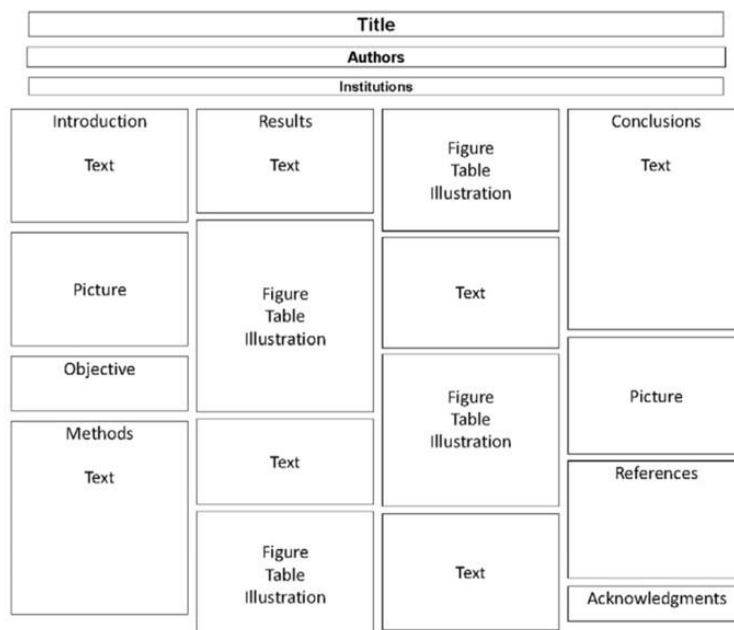 Title
Authors
Institutions
Introduction
Text
Picture
Objective
Methods
Text
Results
Text
Figure
Table
Illustration
Text
Figure
Table
Illustration
Figure
Table
Illustration
Text
Figure
Table
Illustration
Text
Conclusions
Text
Picture
References
Acknowledgments